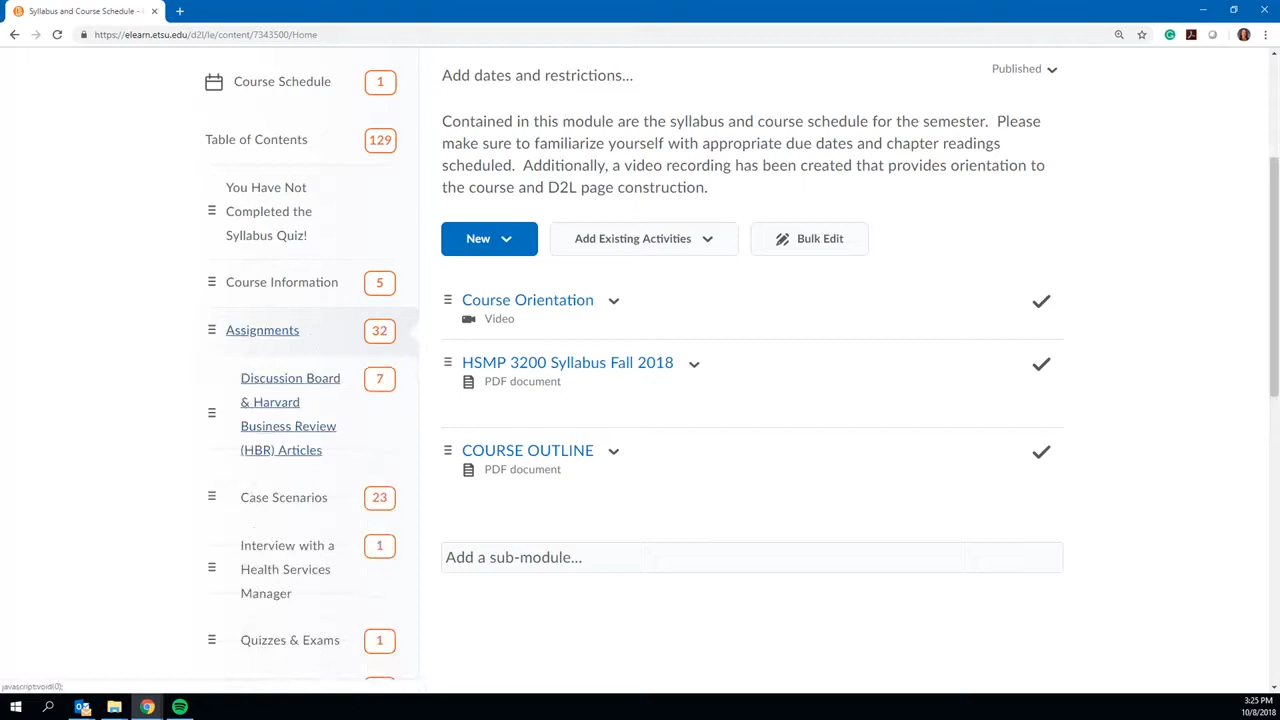 Syllabus and Course Schedule -
https://elearn.etsu.edu/d2l/le/content/7343500/Home
Course Schedule 1
Table of Contents 129
You Have Not
Completed the
Syllabus Quiz!
Course Information 5
Assignments 32
Discussion Board 7
& Harvard
Business Review
(HBR) Articles
Case Scenarios 23
Interview with a 1
Health Services
Manager
Quizzes & Exams 1
Add dates and restrictions...
Published
Contained in this module are the syllabus and course schedule for the semester. Please
make sure to familiarize yourself with appropriate due dates and chapter readings
scheduled. Additionally, a video recording has been created that provides orientation to
the course and D2L page construction.
New
Add Existing Activities
Bulk Edit
Course Orientation
Video
HSMP 3200 Syllabus Fall 2018
PDF document
COURSE OUTLINE
PDF document
Add a sub-module...
javascript:void(0);
3:25 PM
10/8/2018